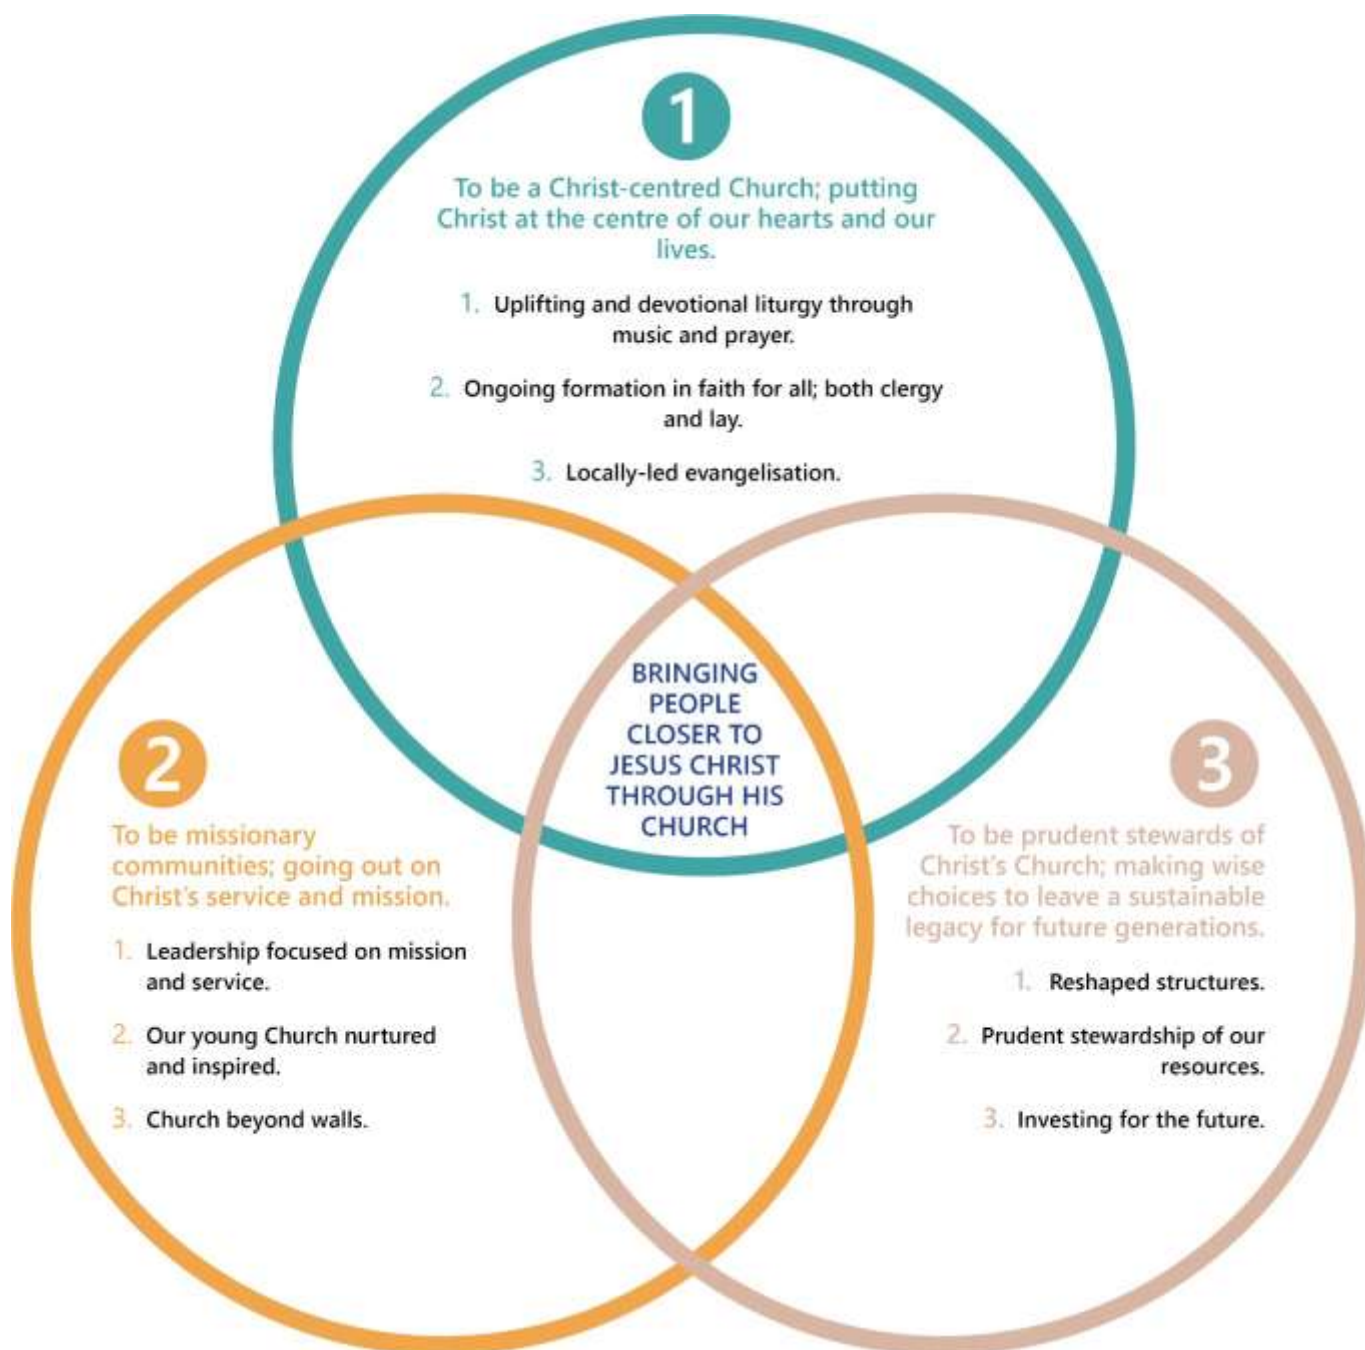 1
To be a Christ-centred Church; putting
Christ at the centre of our hearts and our
lives.
1. Uplifting and devotional liturgy through
music and prayer.
2. Ongoing formation in faith for all; both clergy
and lay.
3. Locally-led evangelisation.
BRINGING
PEOPLE
CLOSER TO
JESUS CHRIST
THROUGH HIS
CHURCH
2
To be missionary
communities; going out on
Christ's service and mission.
1. Leadership focused on mission
and service.
2. Our young Church nurtured
and inspired.
3. Church beyond walls.
3
To be prudent stewards of
Christ's Church; making wise
choices to leave a sustainable
legacy for future generations.
1. Reshaped structures.
2. Prudent stewardship of our
resources.
3. Investing for the future.